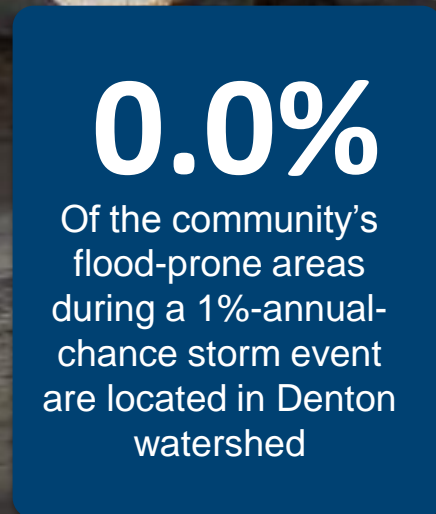 0.0%
Of the community’s
flood-prone areas
during a 1%-annual-
chance storm event
are located in Denton
watershed